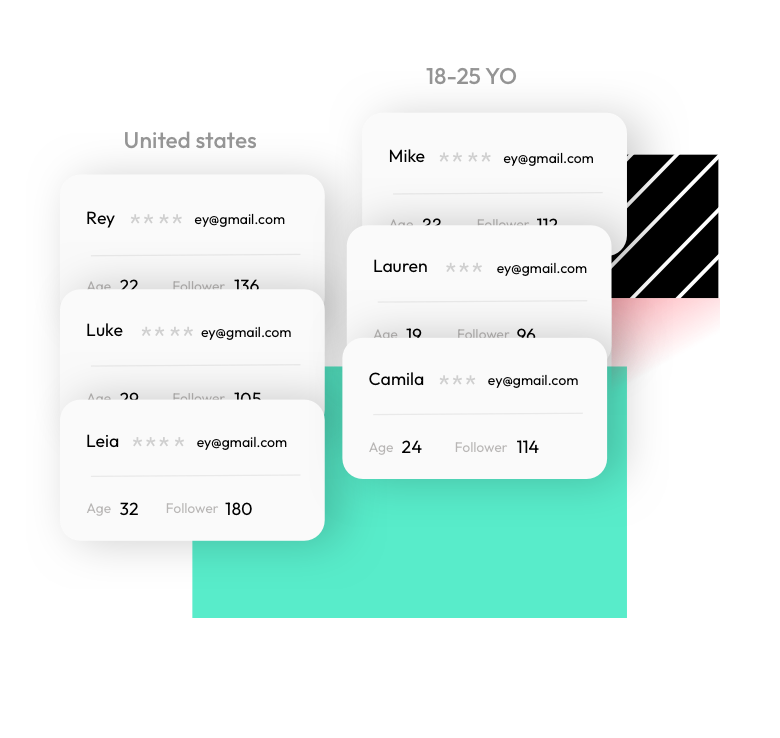 18-25 YO
Mike **** ey@gmail.com
Age 22 Follower 112
Lauren *** ey@gmail.com
Age 19 Follower 96
Camila *** ey@gmail.com
Age 24 Follower 114
United states
Rey **** ey@gmail.com
Age 22 Follower 136
Luke **** ey@gmail.com
Age 29 Follower 105
Leia **** ey@gmail.com
Age 32 Follower 180